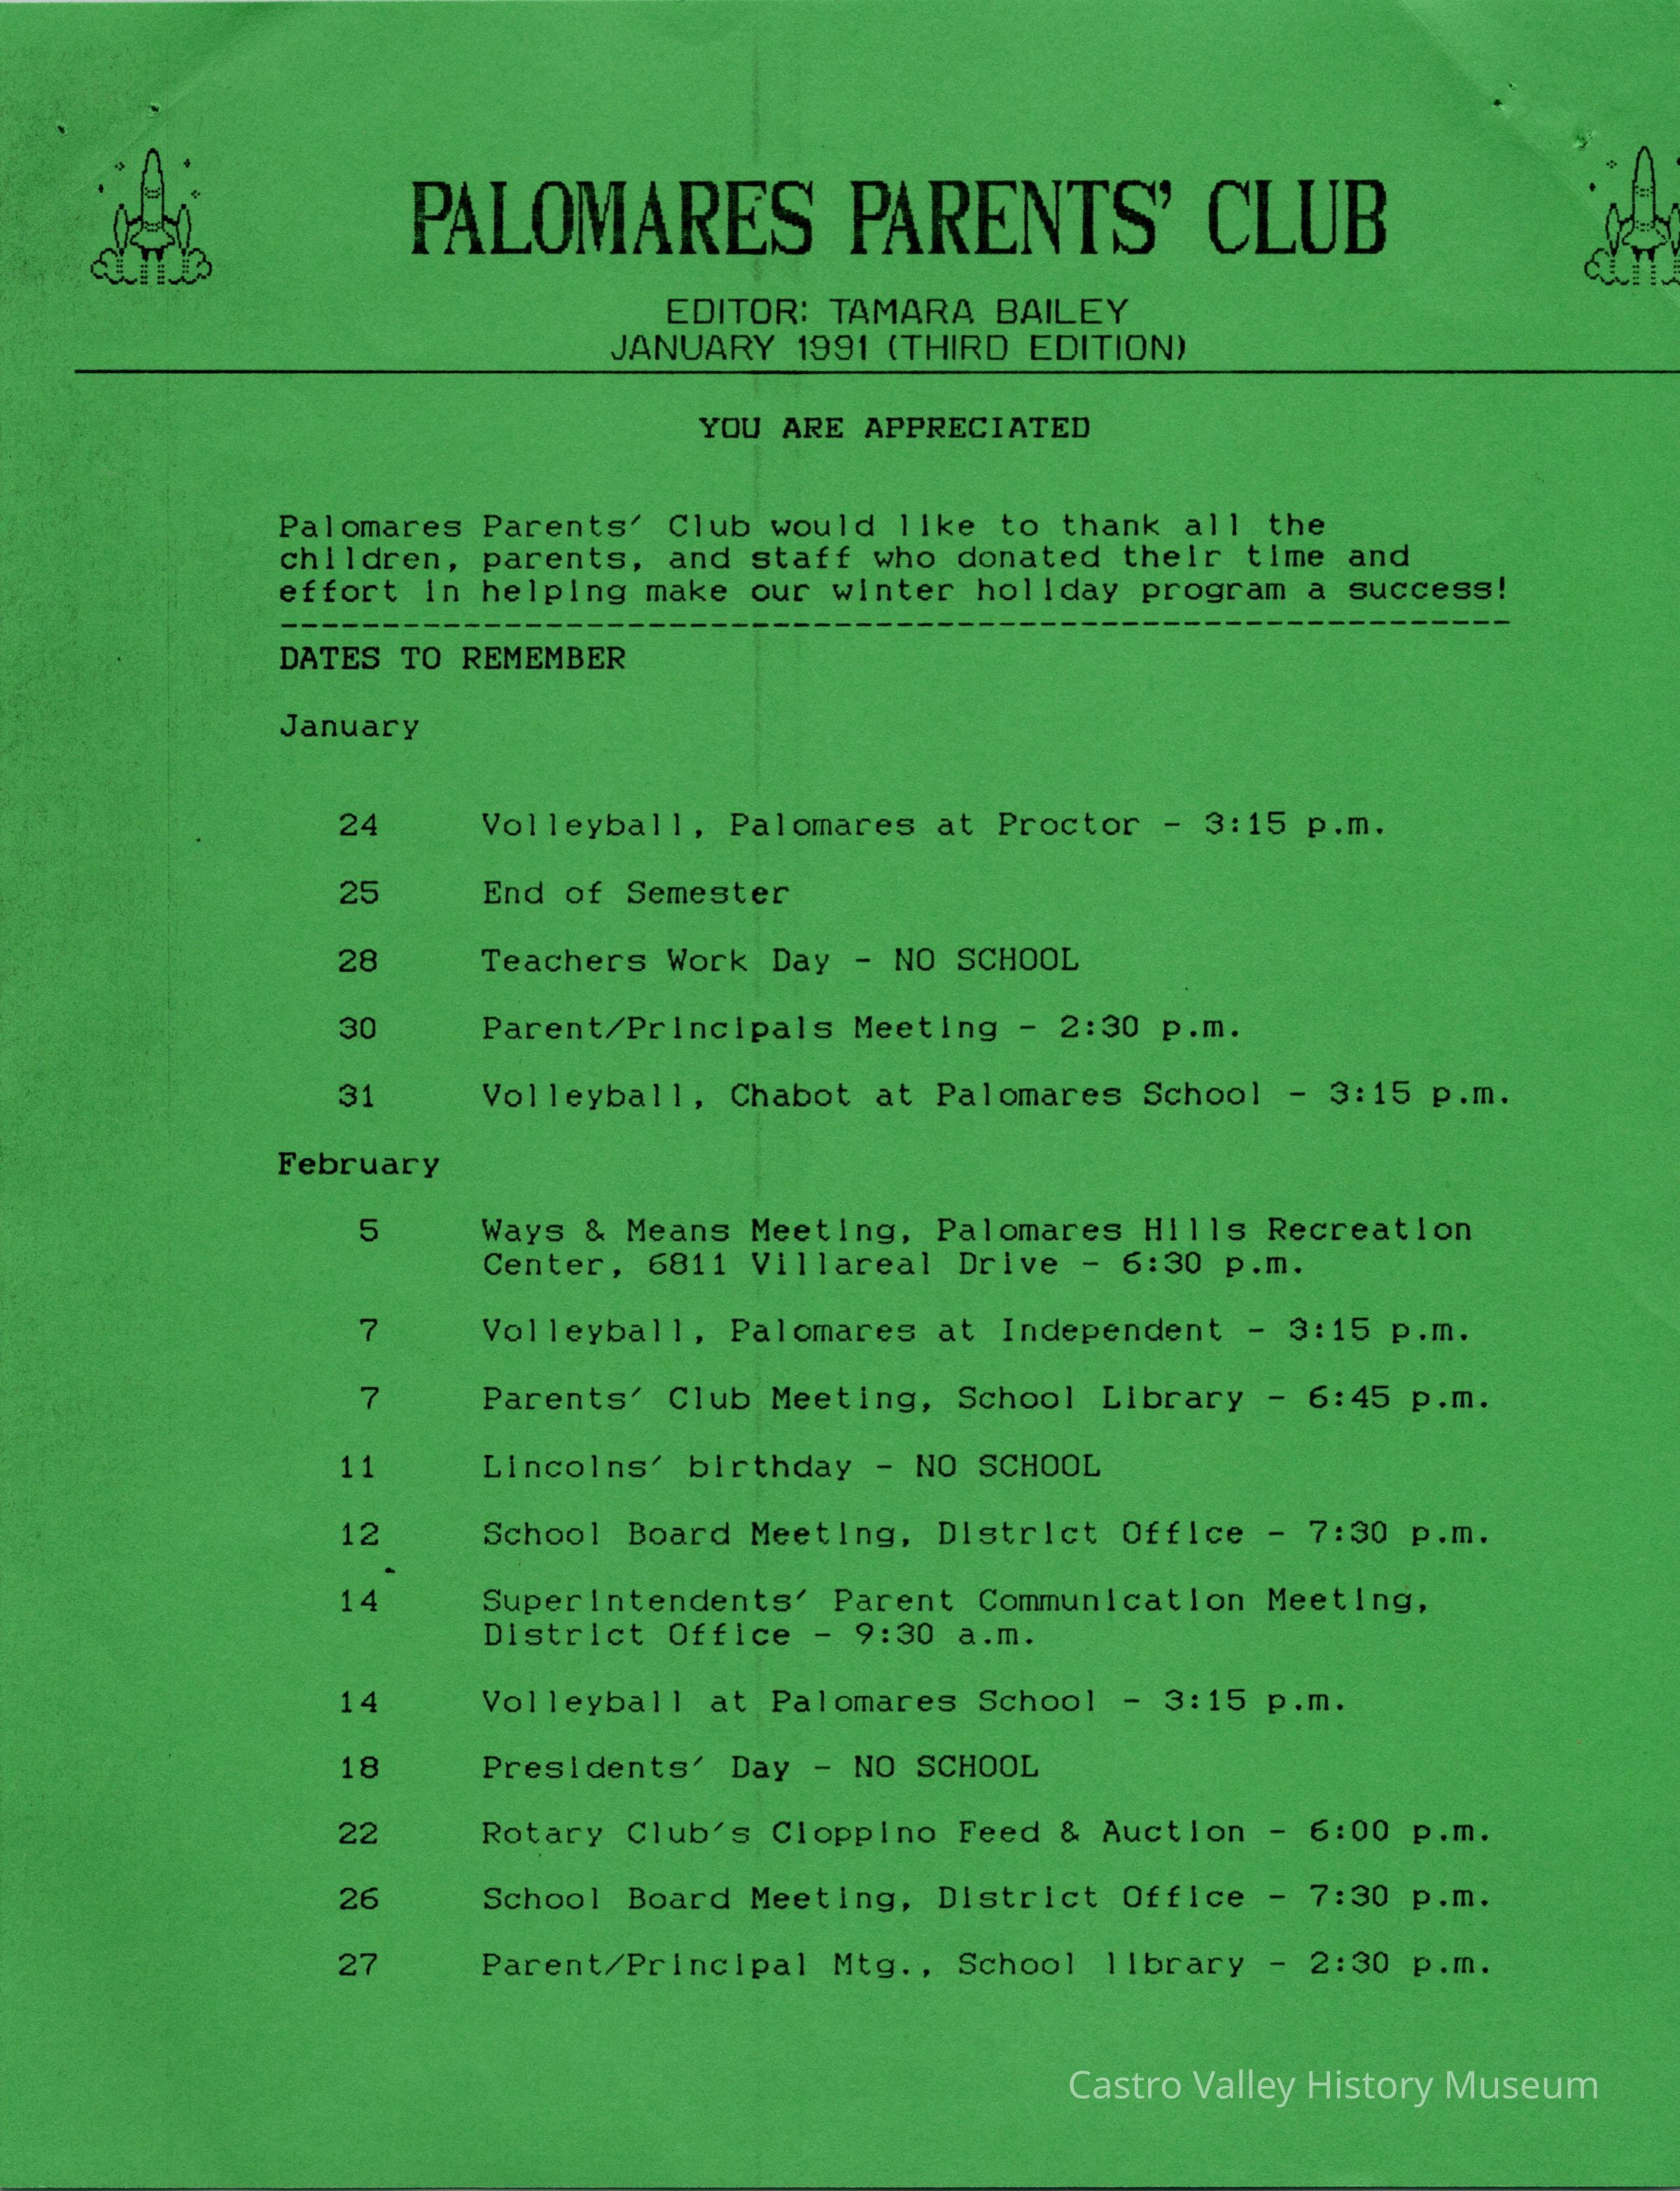 PALOMARES PARENTS' CLUB
EDITOR: TAMARA BAILEY
JANUARY 1991 (THIRD EDITION)
YOU ARE APPRECIATED
Palomares Parents' Club would like to thank all the
children, parents, and staff who donated their time and
effort in helping make our winter holiday program a success!
------------------------------------------------------------
DATES TO REMEMBER
January
24 Volleyball, Palomares at Proctor - 3:15 p.m.
25 End of Semester
28 Teachers Work Day - NO SCHOOL
30 Parent/Principals Meeting - 2:30 p.m.
31 Volleyball, Chabot at Palomares School - 3:15 p.m.
February
5 Ways & Means Meeting, Palomares Hills Recreation
Center, 6811 Villareal Drive - 6:30 p.m.
7 Volleyball, Palomares at Independent - 3:15 p.m.
7 Parents' Club Meeting, School Library - 6:45 p.m.
11 Lincolns' birthday - NO SCHOOL
12 School Board Meeting, District Office - 7:30 p.m.
14 Superintendents' Parent Communication Meeting,
District Office - 9:30 a.m.
14 Volleyball at Palomares School - 3:15 p.m.
18 Presidents' Day - NO SCHOOL
22 Rotary Club's Cioppino Feed & Auction - 6:00 p.m.
26 School Board Meeting, District Office - 7:30 p.m.
27 Parent/Principal Mtg., School library - 2:30 p.m.
Castro Valley History Museum